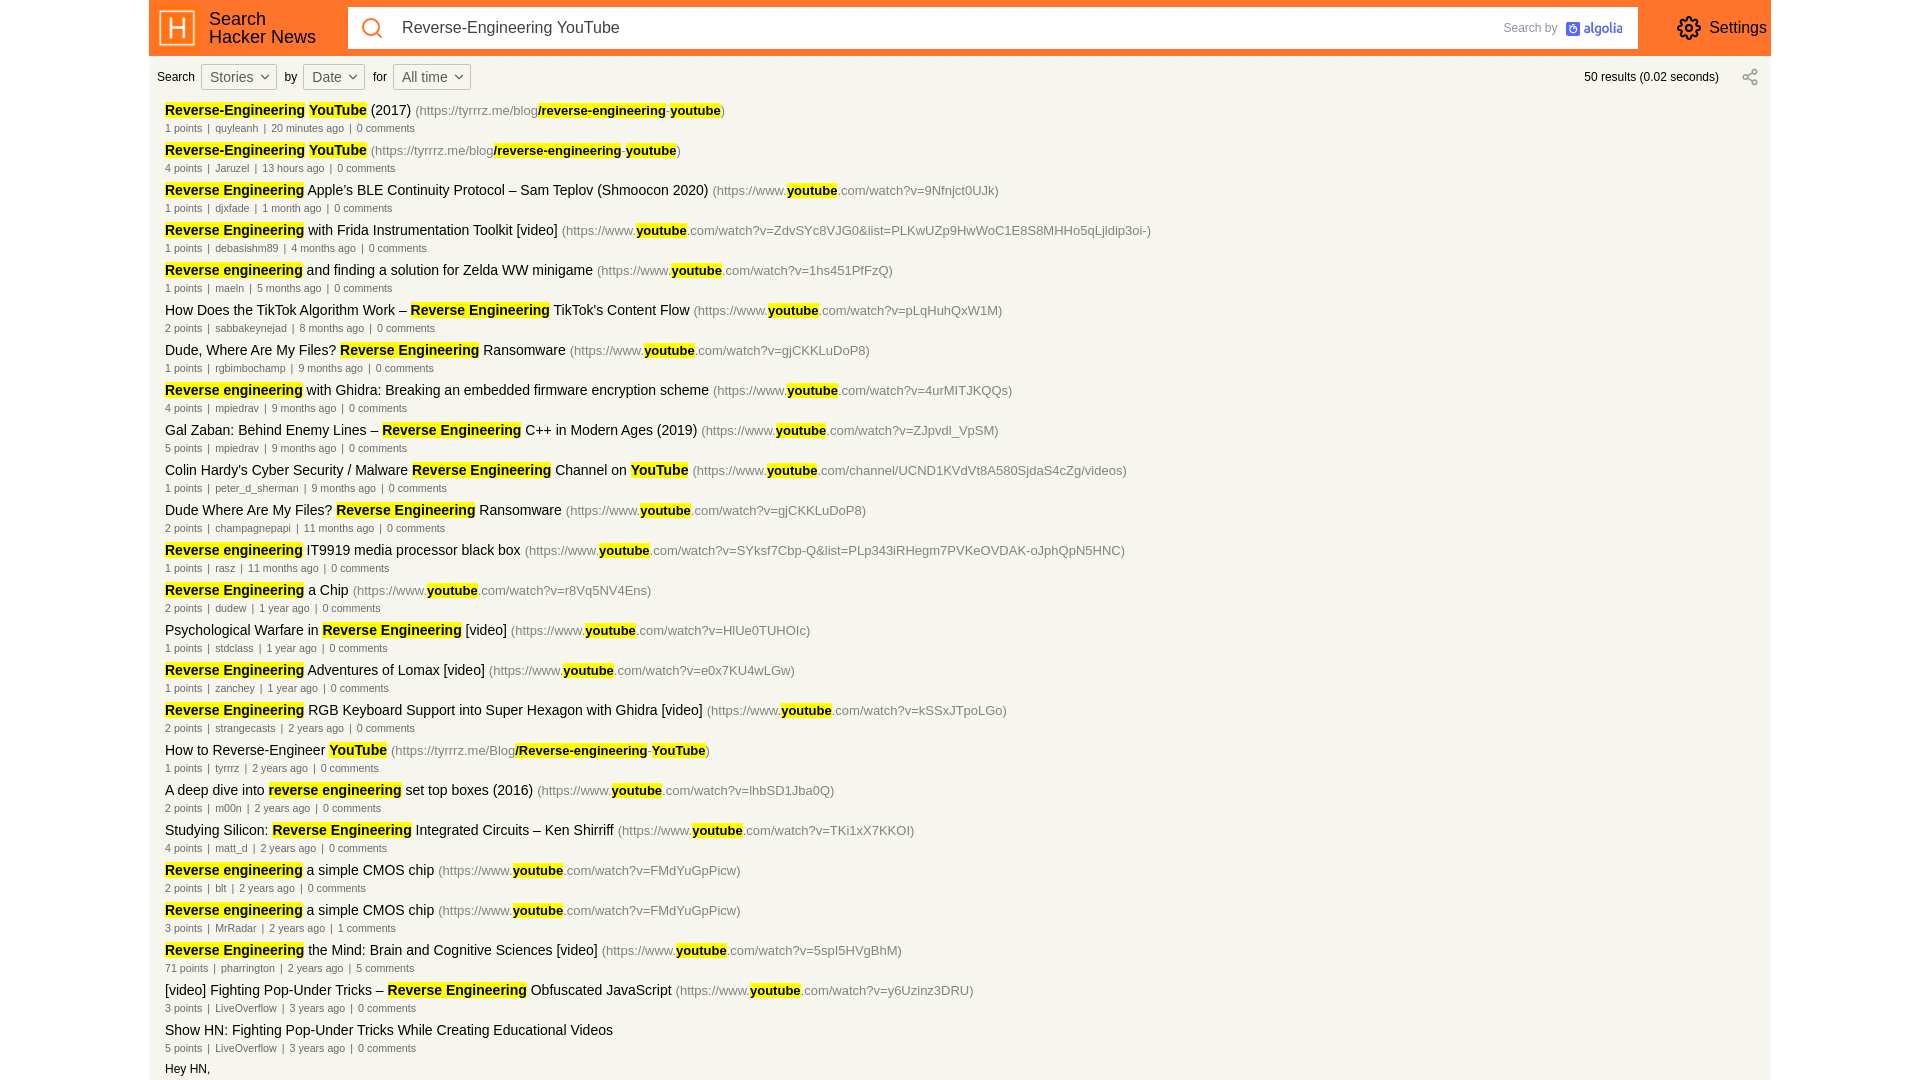 Search
Hacker News
Reverse-Engineering YouTube
Search by algolia
Settings
Search Stories by Date for All time
50 results (0.02 seconds)
Reverse-Engineering YouTube (2017) (https://tyrrrz.me/blog/reverse-engineering-youtube)
1 points | quyleanh | 20 minutes ago | 0 comments
Reverse-Engineering YouTube (https://tyrrrz.me/blog/reverse-engineering-youtube)
4 points | Jaruzel | 13 hours ago | 0 comments
Reverse Engineering Apple's BLE Continuity Protocol – Sam Teplov (Shmoocon 2020) (https://www.youtube.com/watch?v=9Nfnjct0UJk)
1 points | djxfade | 1 month ago | 0 comments
Reverse Engineering with Frida Instrumentation Toolkit [video] (https://www.youtube.com/watch?v=ZdvSYc8VJG0&list=PLKwUZp9HwWoC1E8S8MHHo5qLjldip3oi-)
1 points | debasishm89 | 4 months ago | 0 comments
Reverse engineering and finding a solution for Zelda WW minigame (https://www.youtube.com/watch?v=1hs451PfFzQ)
1 points | maeln | 5 months ago | 0 comments
How Does the TikTok Algorithm Work – Reverse Engineering TikTok's Content Flow (https://www.youtube.com/watch?v=pLqHuhQxW1M)
2 points | sabbakeynejad | 8 months ago | 0 comments
Dude, Where Are My Files? Reverse Engineering Ransomware (https://www.youtube.com/watch?v=gjCKKLuDoP8)
1 points | rgbimbochamp | 9 months ago | 0 comments
Reverse engineering with Ghidra: Breaking an embedded firmware encryption scheme (https://www.youtube.com/watch?v=4urMITJKQQs)
4 points | mpiedrav | 9 months ago | 0 comments
Gal Zaban: Behind Enemy Lines – Reverse Engineering C++ in Modern Ages (2019) (https://www.youtube.com/watch?v=ZJpvdl_VpSM)
5 points | mpiedrav | 9 months ago | 0 comments
Colin Hardy's Cyber Security / Malware Reverse Engineering Channel on YouTube (https://www.youtube.com/channel/UCND1KVdVt8A580SjdaS4cZg/videos)
1 points | peter_d_sherman | 9 months ago | 0 comments
Dude Where Are My Files? Reverse Engineering Ransomware (https://www.youtube.com/watch?v=gjCKKLuDoP8)
2 points | champagnepapi | 11 months ago | 0 comments
Reverse engineering IT9919 media processor black box (https://www.youtube.com/watch?v=SYksf7Cbp-Q&list=PLp343iRHegm7PVKeOVDAK-oJphQpN5HNC)
1 points | rasz | 11 months ago | 0 comments
Reverse Engineering a Chip (https://www.youtube.com/watch?v=r8Vq5NV4Ens)
2 points | dudew | 1 year ago | 0 comments
Psychological Warfare in Reverse Engineering [video] (https://www.youtube.com/watch?v=HlUe0TUHOIc)
1 points | stdclass | 1 year ago | 0 comments
Reverse Engineering Adventures of Lomax [video] (https://www.youtube.com/watch?v=e0x7KU4wLGw)
1 points | zanchey | 1 year ago | 0 comments
Reverse Engineering RGB Keyboard Support into Super Hexagon with Ghidra [video] (https://www.youtube.com/watch?v=kSSxJTpoLGo)
2 points | strangecasts | 2 years ago | 0 comments
How to Reverse-Engineer YouTube (https://tyrrrz.me/Blog/Reverse-engineering-YouTube)
1 points | tyrrrz | 2 years ago | 0 comments
A deep dive into reverse engineering set top boxes (2016) (https://www.youtube.com/watch?v=lhbSD1Jba0Q)
2 points | m00n | 2 years ago | 0 comments
Studying Silicon: Reverse Engineering Integrated Circuits – Ken Shirriff (https://www.youtube.com/watch?v=TKi1xX7KKOI)
4 points | matt_d | 2 years ago | 0 comments
Reverse engineering a simple CMOS chip (https://www.youtube.com/watch?v=FMdYuGpPicw)
2 points | blt | 2 years ago | 0 comments
Reverse engineering a simple CMOS chip (https://www.youtube.com/watch?v=FMdYuGpPicw)
3 points | MrRadar | 2 years ago | 1 comments
Reverse Engineering the Mind: Brain and Cognitive Sciences [video] (https://www.youtube.com/watch?v=5spI5HVgBhM)
71 points | pharrington | 2 years ago | 5 comments
[video] Fighting Pop-Under Tricks – Reverse Engineering Obfuscated JavaScript (https://www.youtube.com/watch?v=y6Uzinz3DRU)
3 points | LiveOverflow | 3 years ago | 0 comments
Show HN: Fighting Pop-Under Tricks While Creating Educational Videos
5 points | LiveOverflow | 3 years ago | 0 comments
Hey HN,